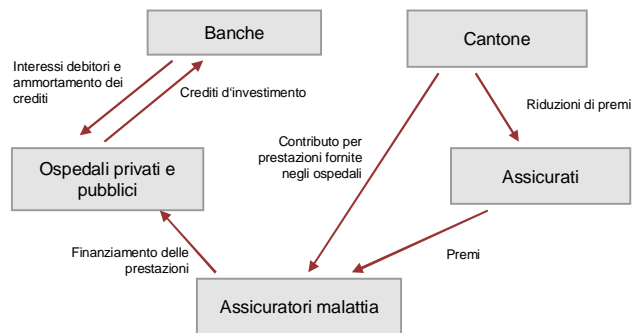 Banche
Cantone
Interessi debitori e
ammortamento dei
crediti
Crediti d'investimento
Riduzioni di premi
Contributo per
prestazioni fornite
negli ospedali
Ospedali privati e
pubblici
Assicurati
Finanziamento delle
prestazioni
Premi
Assicuratori malattia